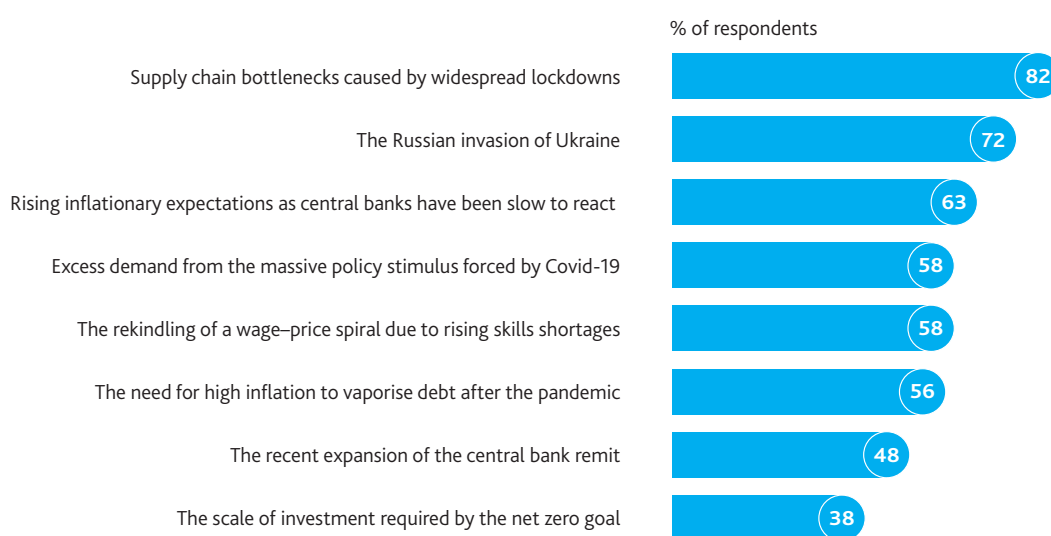 % of respondents
Supply chain bottlenecks caused by widespread lockdowns 82
The Russian invasion of Ukraine 72
Rising inflationary expectations as central banks have been slow to react 63
Excess demand from the massive policy stimulus forced by Covid-19 58
The rekindling of a wage–price spiral due to rising skills shortages 58
The need for high inflation to vaporise debt after the pandemic 56
The recent expansion of the central bank remit 48
The scale of investment required by the net zero goal 38